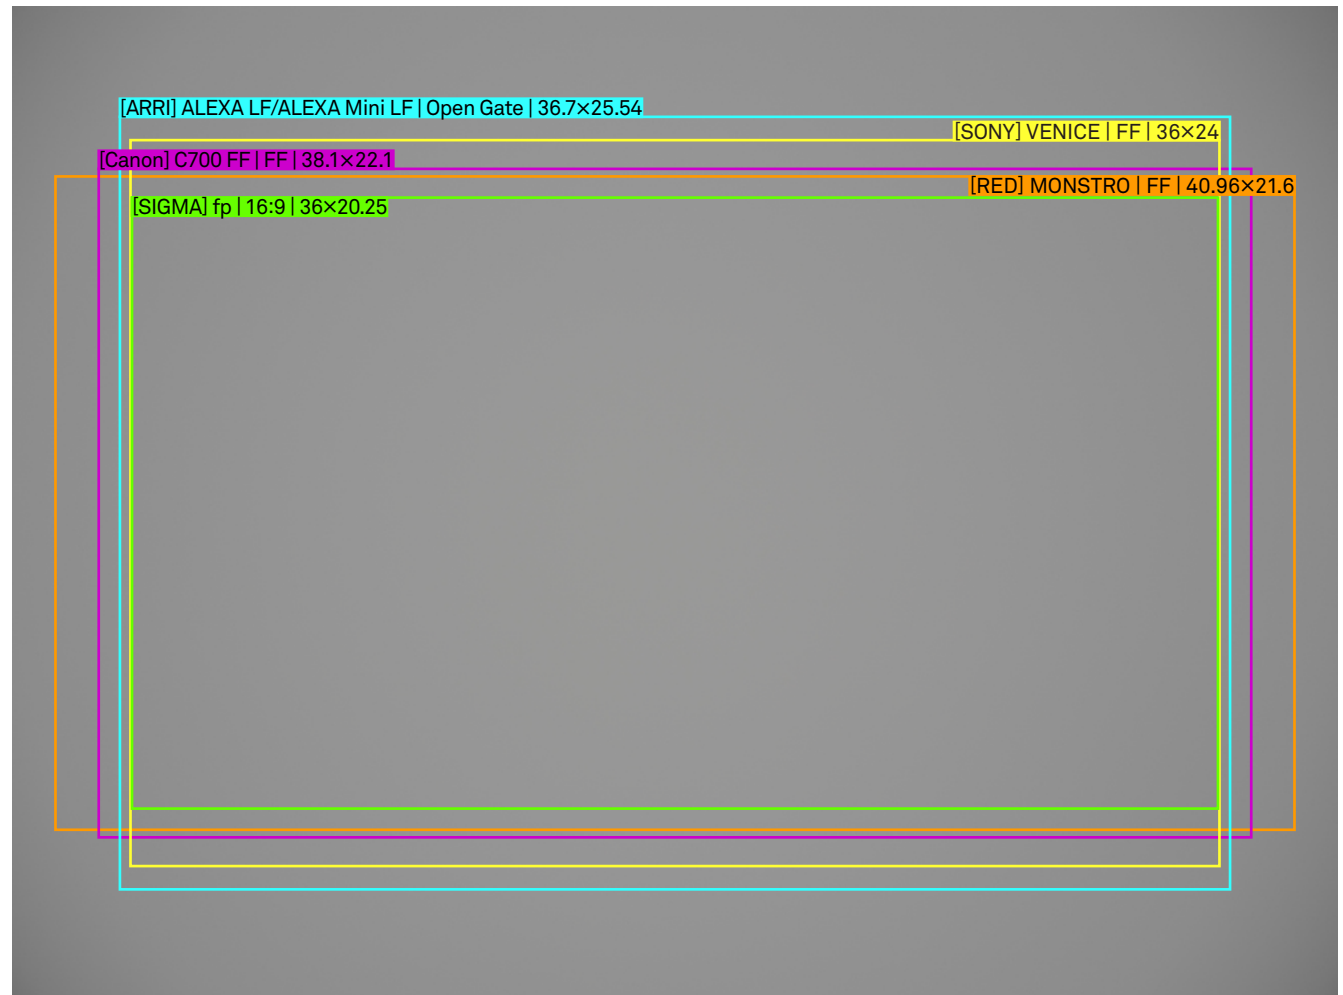 [ARRI] ALEXA LF/ALEXA Mini LF | Open Gate | 36.7×25.54
[SONY] VENICE | FF | 36×24
[Canon] C700 FF | FF | 38.1×22.1
[RED] MONSTRO | FF | 40.96×21.6
[SIGMA] fp | 16:9 | 36×20.25